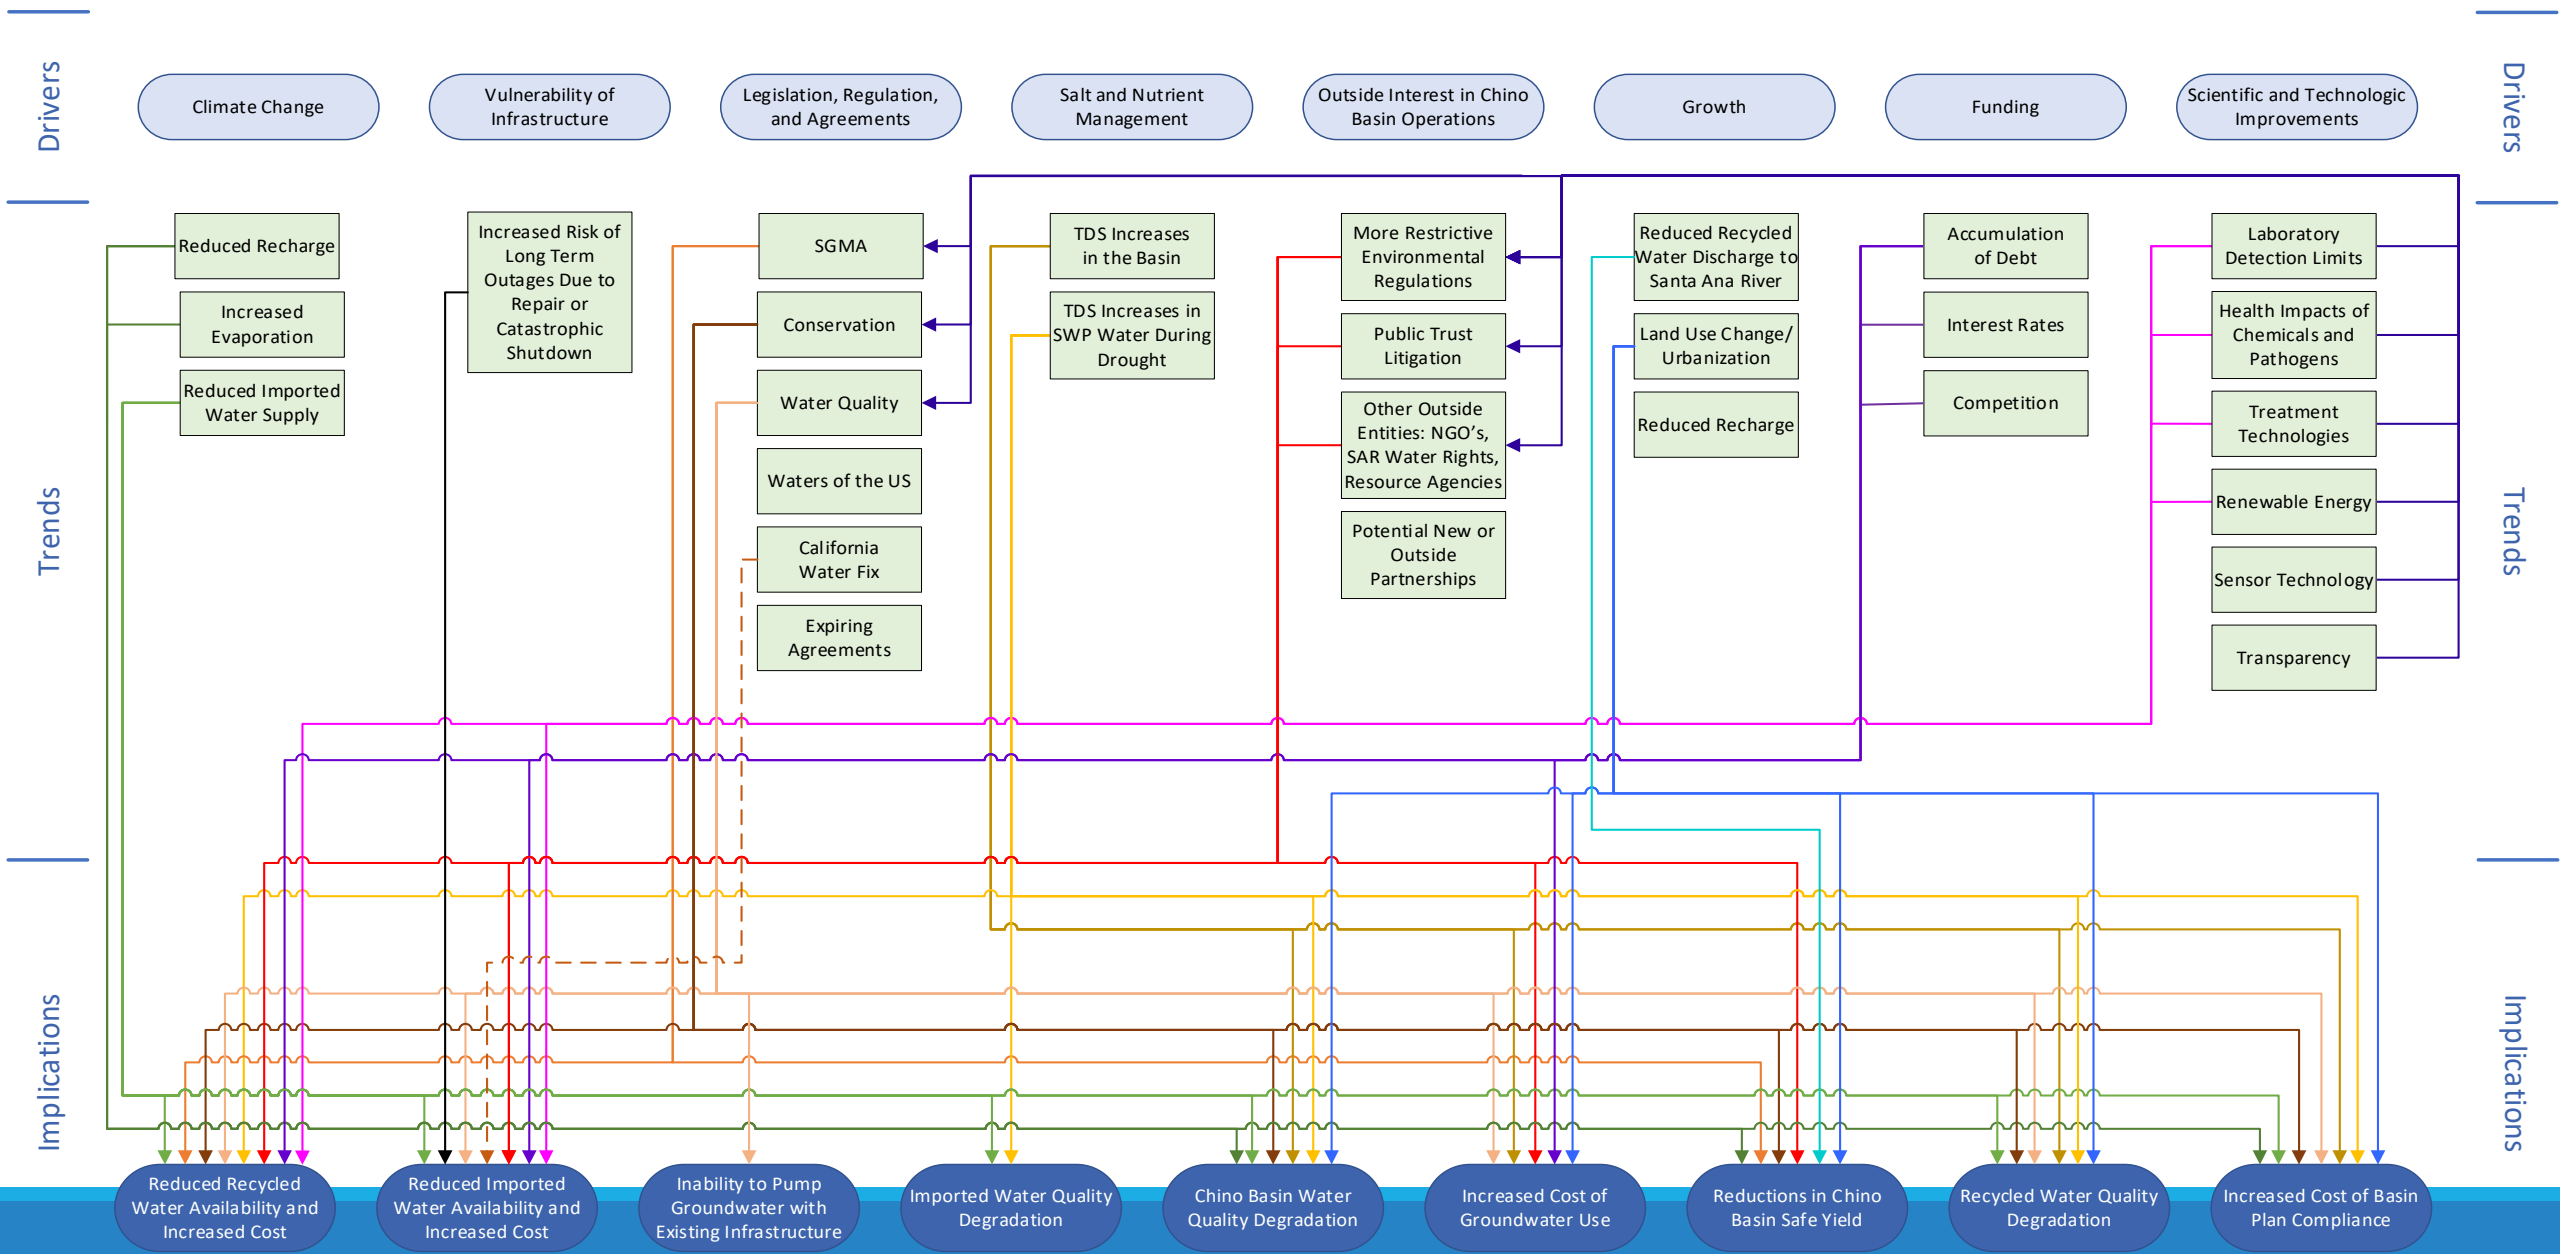 Drivers
Drivers
Climate Change
Vulnerability of
Infrastructure
Legislation, Regulation,
and Agreements
Salt and Nutrient
Management
Outside Interest in Chino
Basin Operations
Growth
Funding
Scientific and Technologic
Improvements
Trends
Trends
Reduced Recharge
Increased
Evaporation
Reduced Imported
Water Supply
Increased Risk of
Long Term
Outages Due to
Repair or
Catastrophic
Shutdown
SGMA
Conservation
Water Quality
Waters of the US
California
Water Fix
Expiring
Agreements
TDS Increases
in the Basin
TDS Increases in
SWP Water During
Drought
More Restrictive
Environmental
Regulations
Public Trust
Litigation
Other Outside
Entities: NGO's,
SAR Water Rights,
Resource Agencies
Potential New or
Outside
Partnerships
Reduced Recycled
Water Discharge to
Santa Ana River
Land Use Change/
Urbanization
Reduced Recharge
Accumulation
of Debt
Interest Rates
Competition
Laboratory
Detection Limits
Health Impacts of
Chemicals and
Pathogens
Treatment
Technologies
Renewable Energy
Sensor Technology
Transparency
Implications
Implications
Reduced Recycled
Water Availability and
Increased Cost
Reduced Imported
Water Availability and
Increased Cost
Inability to Pump
Groundwater with
Existing Infrastructure
Imported Water Quality
Degradation
Chino Basin Water
Quality Degradation
Increased Cost of
Groundwater Use
Reductions in Chino
Basin Safe Yield
Recycled Water Quality
Degradation
Increased Cost of Basin
Plan Compliance